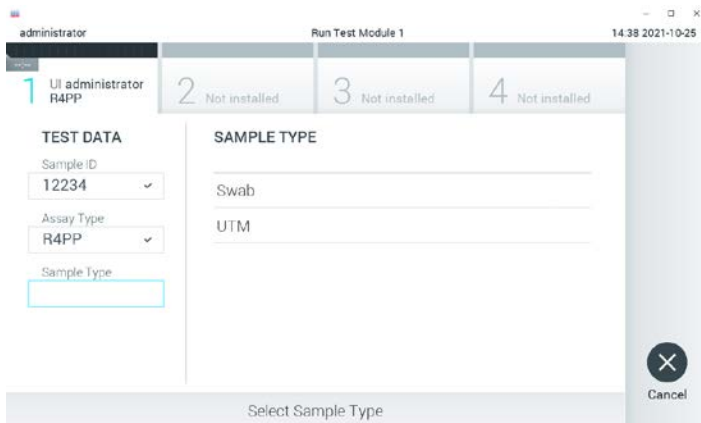 administrator Run Test Module 1 14:38 2021-10-25
1 UI administrator 2 Not installed 3 Not installed 4 Not installed
R4PP
TEST DATA SAMPLE TYPE
Sample ID
12234
Swab
Assay Type
UTM
R4PP
Sample Type
Cancel
Select Sample Type